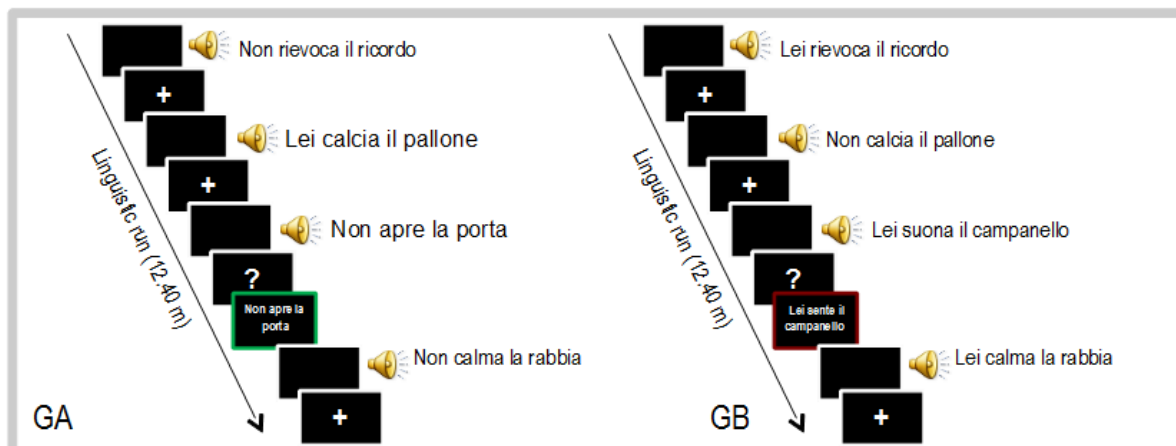 Non rievoca il ricordo
+
Lei calcia il pallone
+
Non apre la porta
?
Non apre la
porta
Non calma la rabbia
+
Linguistic run (12.40 m)
GA
Lei rievoca il ricordo
+
Non calcia il pallone
+
Lei suona il campanello
?
Lei sente il
campanello
Lei calma la rabbia
+
Linguistic run (12.40 m)
GB